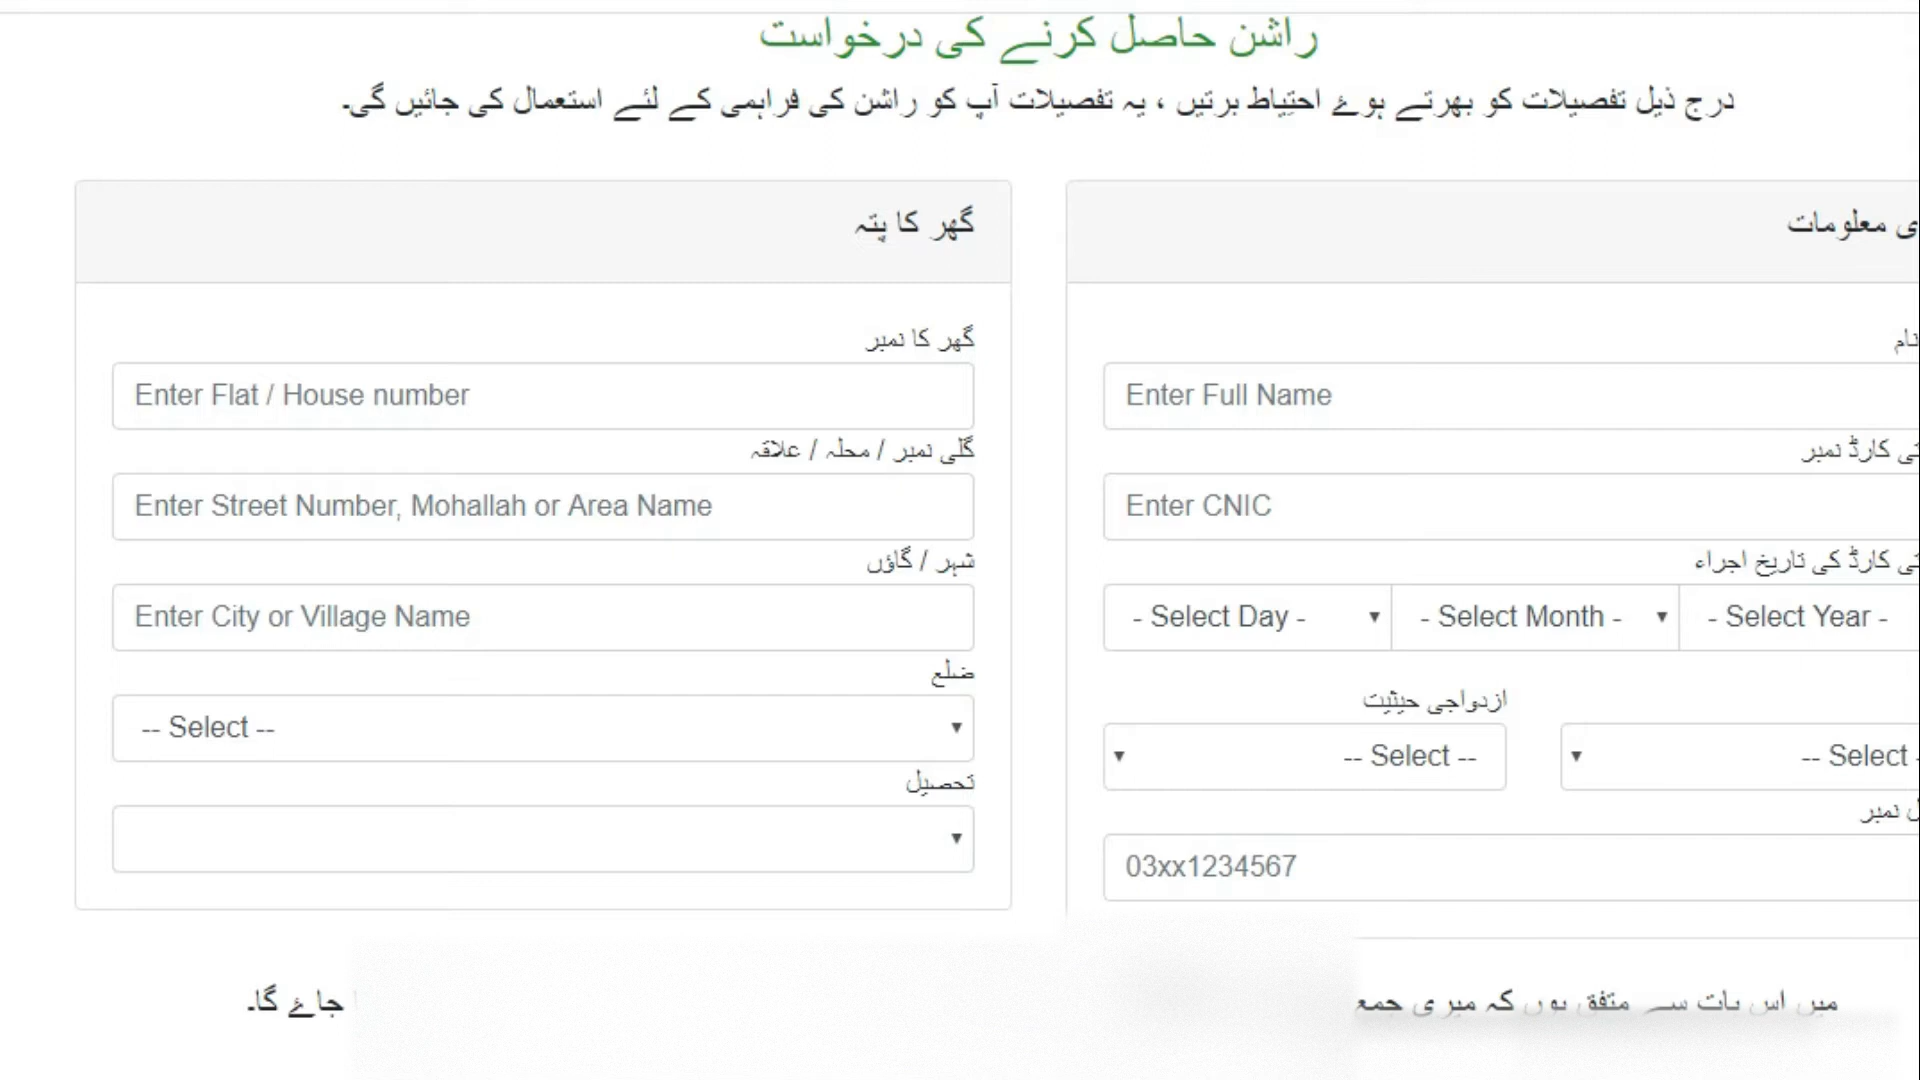 راشن حاصل کرنے کی درخواست
درج ذیل تفصیلات کو بھرتے ہوۓ احتیاط برتیں ، یہ تفصیلات آپ کو راشن کی فراہمی کے لئے استعمال کی جائیں گی۔
معلومات
نام
Enter Full Name
کارڈ نمبر
Enter CNIC
کارڈ کی تاریخ اجراء
- Select Day - - Select Month - - Select Year -
ازدواجی حیثیت
-- Select -- -- Select
نمبر
03xx1234567
گھر کا پتہ
گھر کا نمبر
Enter Flat / House number
گلی نمبر / محلہ / علاقہ
Enter Street Number, Mohallah or Area Name
شہر / گاؤں
Enter City or Village Name
ضلع
-- Select --
تحصیل
میں اس بات سے متفق ہوں کہ میری جمع جاۓ گا۔